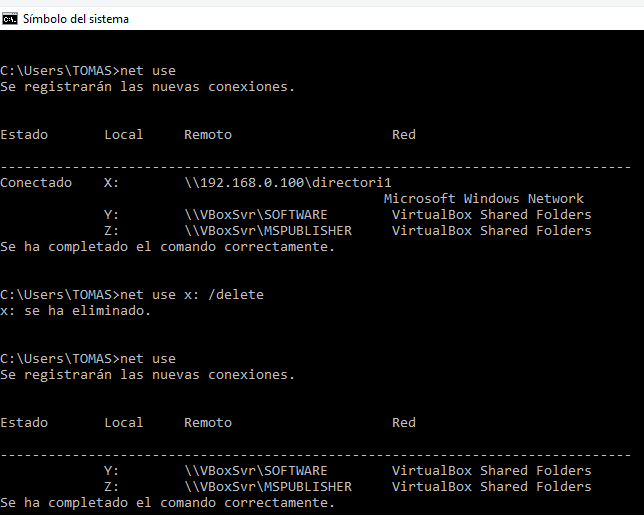 Símbolo del sistema
C:\Users\TOMAS>net use
Se registrarán las nuevas conexiones.
Estado Local Remoto Red
-------------------------------------------------------------------------------
Conectado X: \\192.168.0.100\directori1
Microsoft Windows Network
Y: \\VBoxSvr\SOFTWARE VirtualBox Shared Folders
Z: \\VBoxSvr\MSPUBLISHER VirtualBox Shared Folders
Se ha completado el comando correctamente.
C:\Users\TOMAS>net use x: /delete
x: se ha eliminado.
C:\Users\TOMAS>net use
Se registrarán las nuevas conexiones.
Estado Local Remoto Red
-------------------------------------------------------------------------------
Y: \\VBoxSvr\SOFTWARE VirtualBox Shared Folders
Z: \\VBoxSvr\MSPUBLISHER VirtualBox Shared Folders
Se ha completado el comando correctamente.